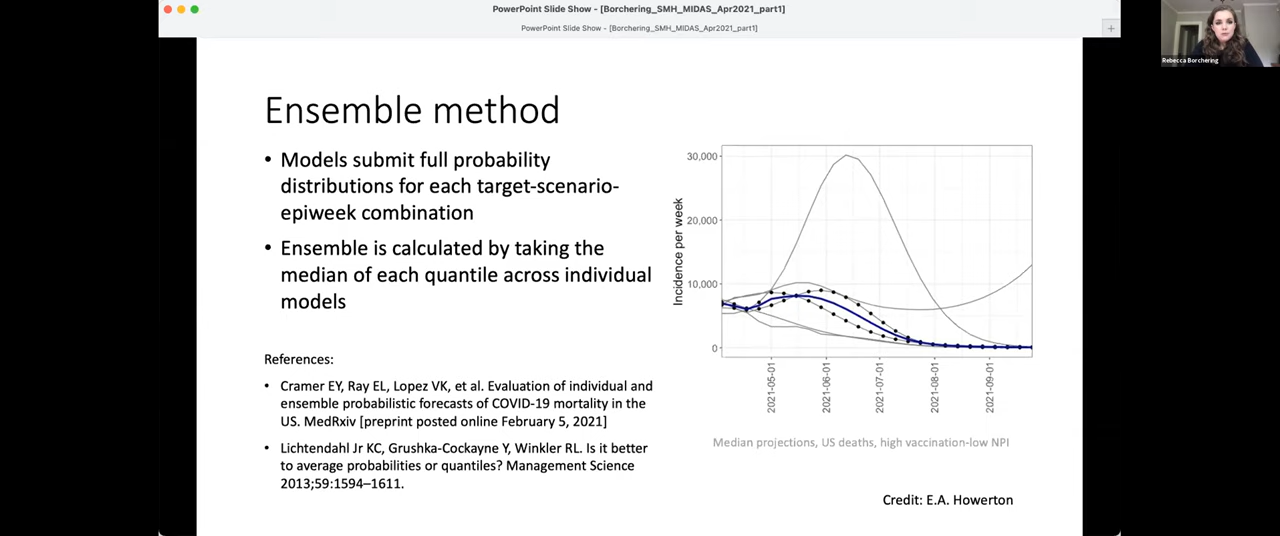 PowerPoint Slide Show - [Borchering_SMH_MIDAS_Apr2021_part1]
PowerPoint Slide Show - [Borchering_SMH_MIDAS_Apr2021_part1]
+
Rebecca Borchering
Ensemble method
• Models submit full probability
distributions for each target-scenario-
epiweek combination
• Ensemble is calculated by taking the
median of each quantile across individual
models
References:
• Cramer EY, Ray EL, Lopez VK, et al. Evaluation of individual and
ensemble probabilistic forecasts of COVID-19 mortality in the
US. MedRxiv [preprint posted online February 5, 2021]
• Lichtendahl Jr KC, Grushka-Cockayne Y, Winkler RL. Is it better
to average probabilities or quantiles? Management Science
2013;59:1594–1611.
Incidence per week
30,000
20,000
10,000
0
2021-05-01
2021-06-01
2021-07-01
2021-08-01
2021-09-01
Median projections, US deaths, high vaccination-low NPI
Credit: E.A. Howerton